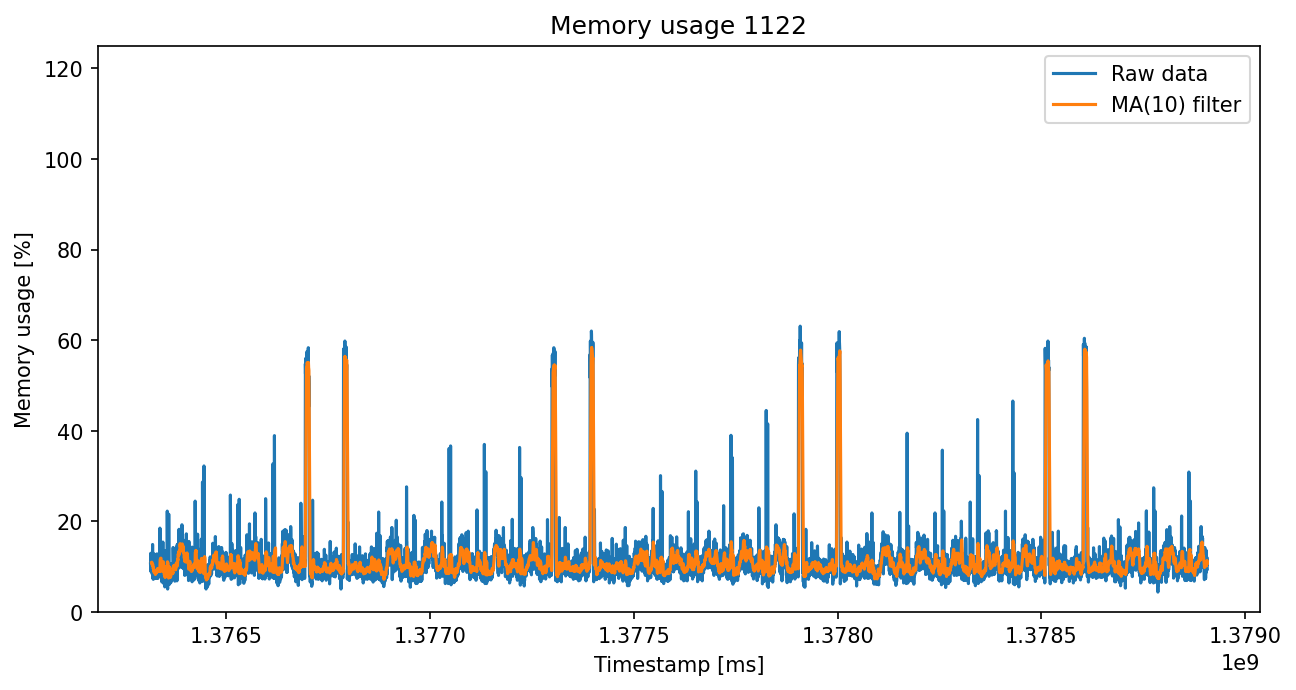 Memory usage 1122
Raw data
MA(10) filter
Memory usage [%]
120
100
80
60
40
20
0
1.3765 1.3770 1.3775 1.3780 1.3785 1.3790
1e9
Timestamp [ms]